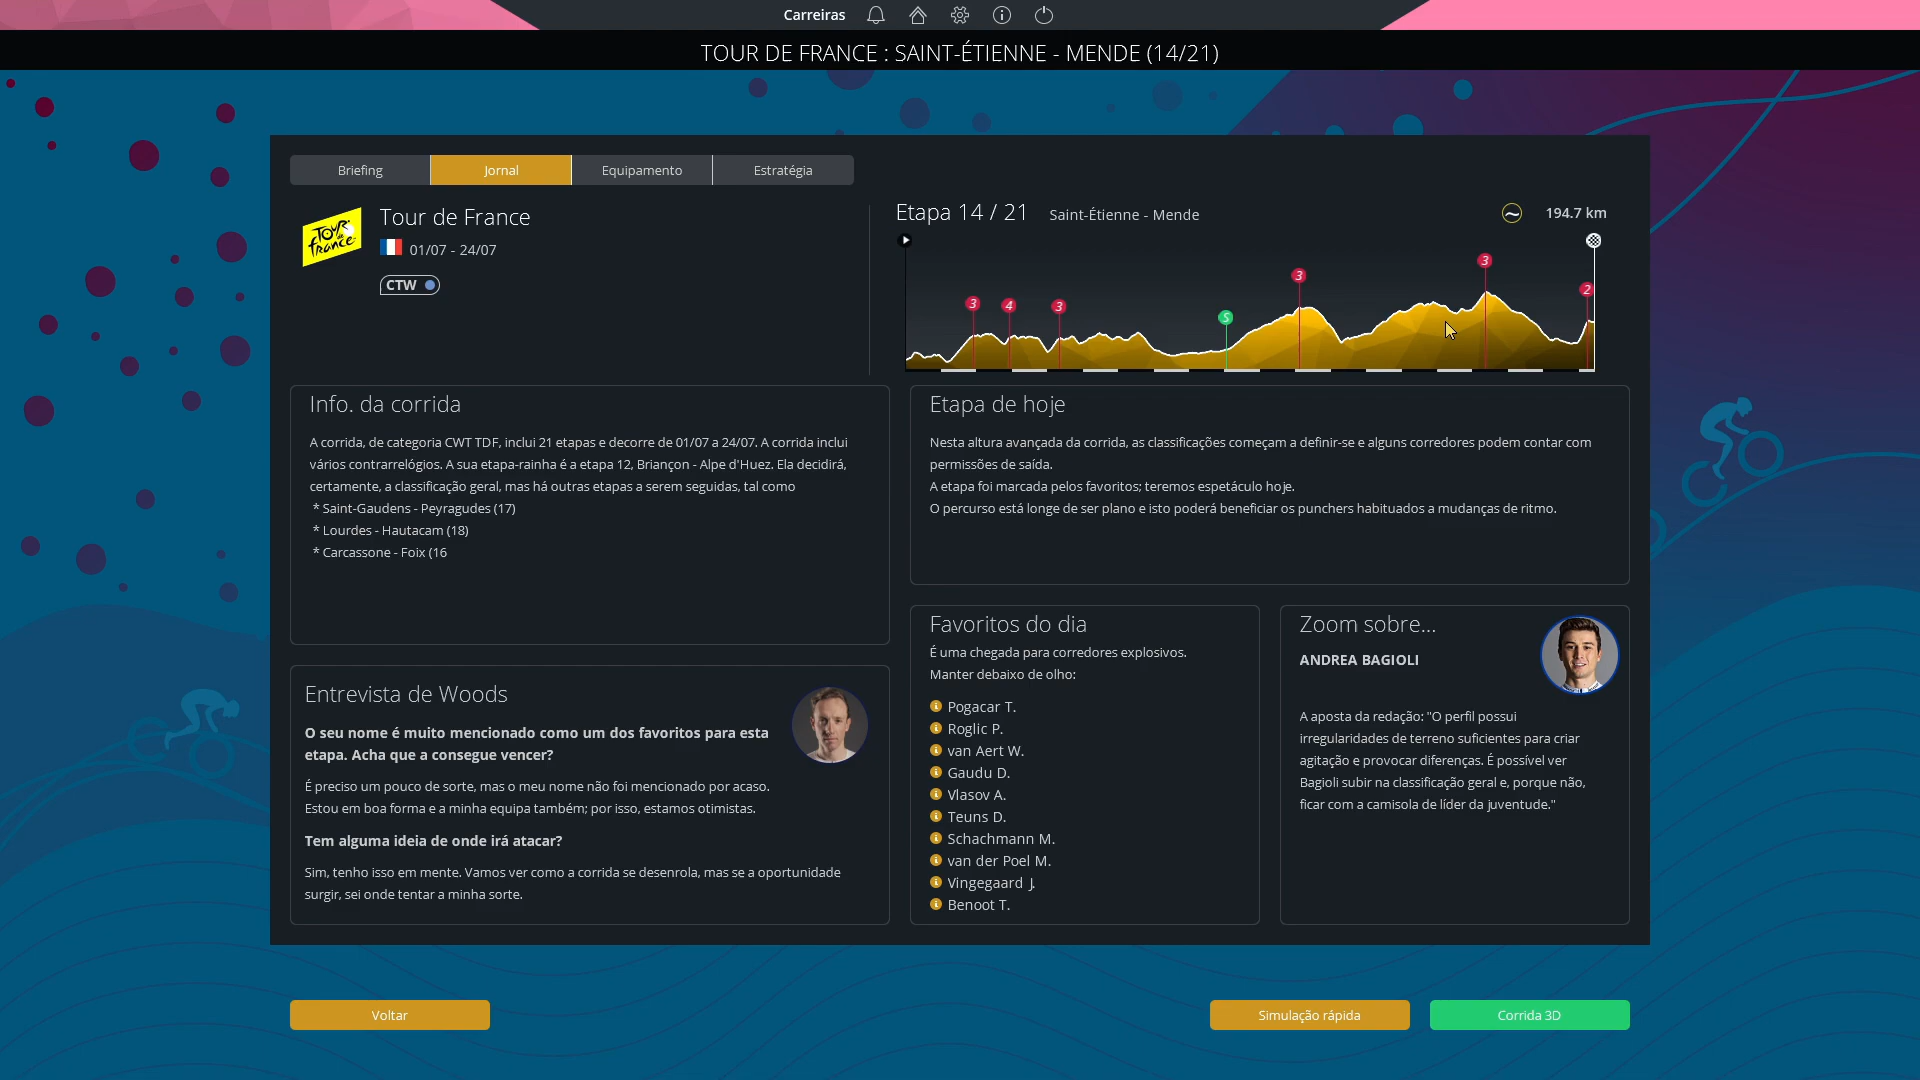 Carreiras
TOUR DE FRANCE : SAINT-ÉTIENNE - MENDE (14/21)
Briefing
Jornal
Equipamento
Estratégia
TOUR de france
Tour de France
01/07 - 24/07
CTW
Etapa 14 / 21
Saint-Étienne - Mende
194.7 km
3
4
3
S
3
3
2
Info. da corrida
A corrida, de categoria CWT TDF, inclui 21 etapas e decorre de 01/07 a 24/07. A corrida inclui
vários contrarrelógios. A sua etapa-rainha é a etapa 12, Briançon - Alpe d'Huez. Ela decidirá,
certamente, a classificação geral, mas há outras etapas a serem seguidas, tal como
* Saint-Gaudens - Peyragudes (17)
* Lourdes - Hautacam (18)
* Carcassone - Foix (16
Etapa de hoje
Nesta altura avançada da corrida, as classificações começam a definir-se e alguns corredores podem contar com
permissões de saída.
A etapa foi marcada pelos favoritos; teremos espetáculo hoje.
O percurso está longe de ser plano e isto poderá beneficiar os punchers habituados a mudanças de ritmo.
Entrevista de Woods
O seu nome é muito mencionado como um dos favoritos para esta
etapa. Acha que a consegue vencer?
É preciso um pouco de sorte, mas o meu nome não foi mencionado por acaso.
Estou em boa forma e a minha equipa também; por isso, estamos otimistas.
Tem alguma ideia de onde irá atacar?
Sim, tenho isso em mente. Vamos ver como a corrida se desenrola, mas se a oportunidade
surgir, sei onde tentar a minha sorte.
Favoritos do dia
É uma chegada para corredores explosivos.
Manter debaixo de olho:
Pogacar T.
Roglic P.
van Aert W.
Gaudu D.
Vlasov A.
Teuns D.
Schachmann M.
van der Poel M.
Vingegaard J.
Benoot T.
Zoom sobre...
ANDREA BAGIOLI
A aposta da redação: "O perfil possui
irregularidades de terreno suficientes para criar
agitação e provocar diferenças. É possível ver
Bagioli subir na classificação geral e, porque não,
ficar com a camisola de líder da juventude."
Voltar
Simulação rápida
Corrida 3D